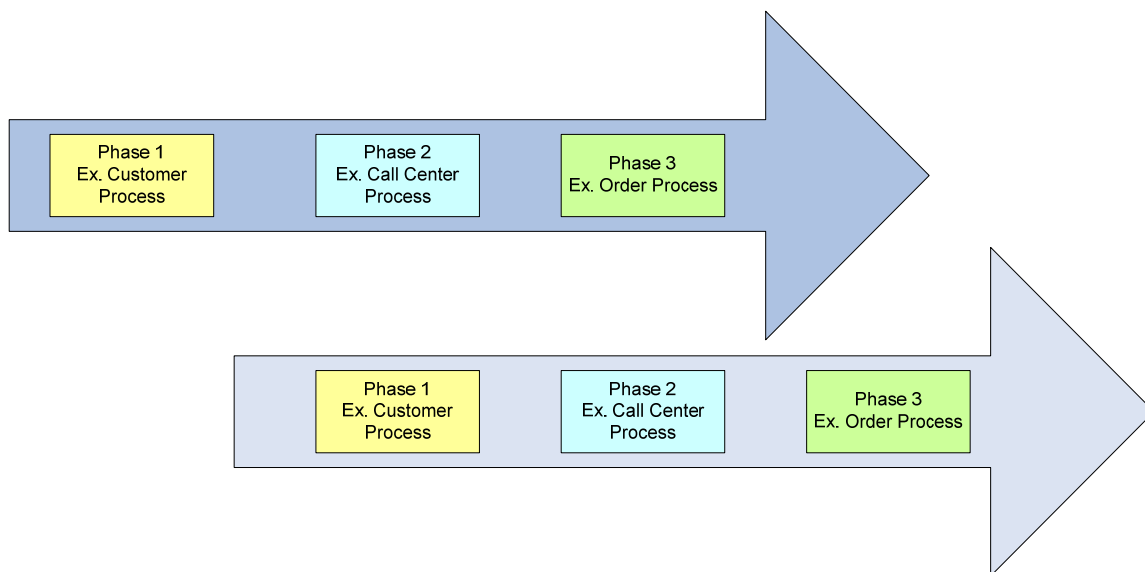 Phase 1
Ex. Customer
Process
Phase 2
Ex. Call Center
Process
Phase 3
Ex. Order Process
Phase 1
Ex. Customer
Process
Phase 2
Ex. Call Center
Process
Phase 3
Ex. Order Process